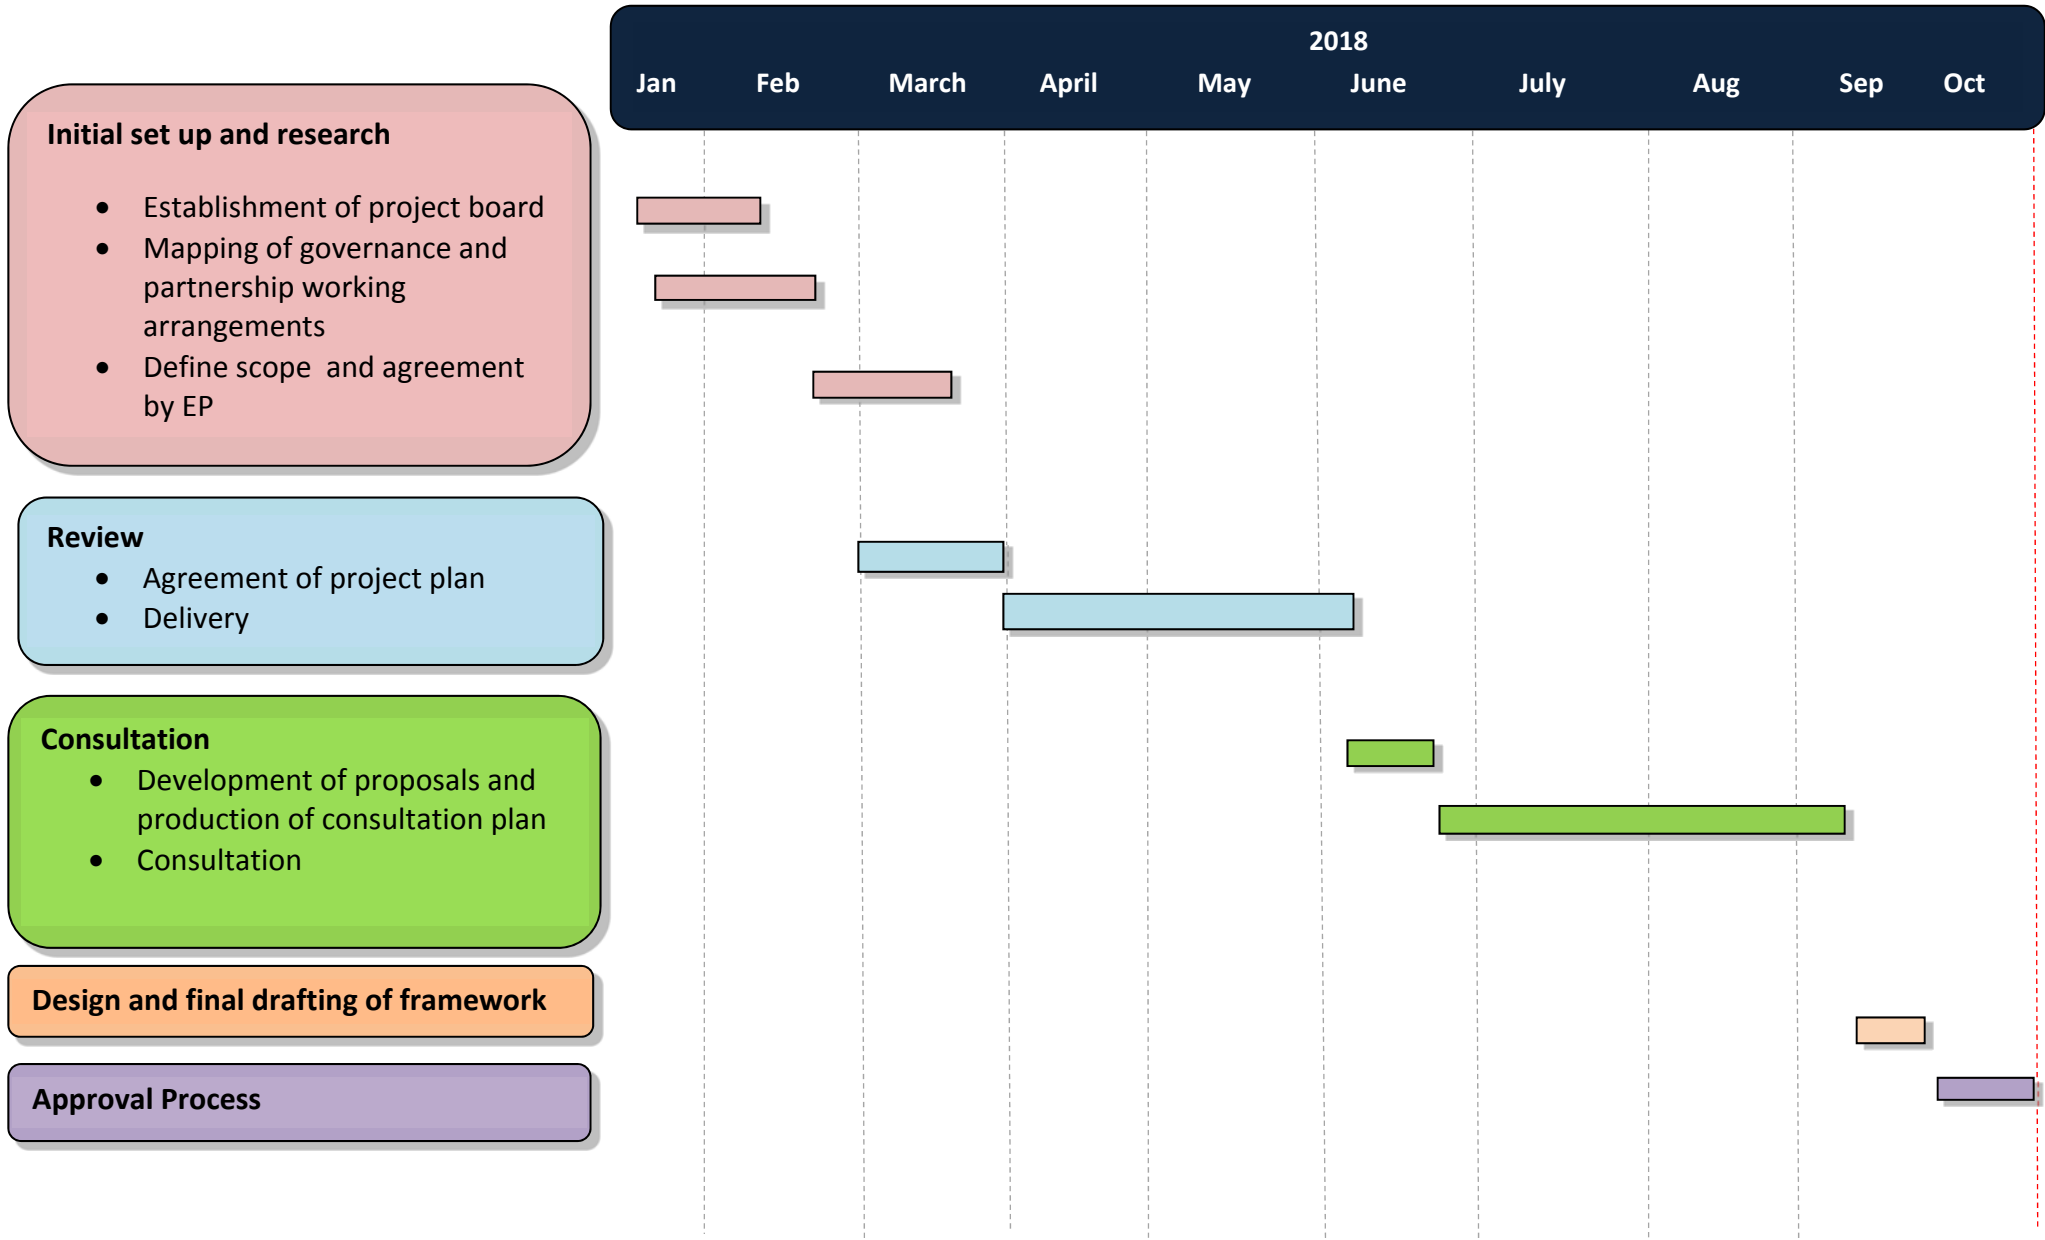 2018
Jan Feb March April May June July Aug Sep Oct
Initial set up and research
• Establishment of project board
• Mapping of governance and
partnership working
arrangements
• Define scope  and agreement
by EP
Review
• Agreement of project plan
• Delivery
Consultation
• Development of proposals and
production of consultation plan
• Consultation
Design and final drafting of framework
Approval Process